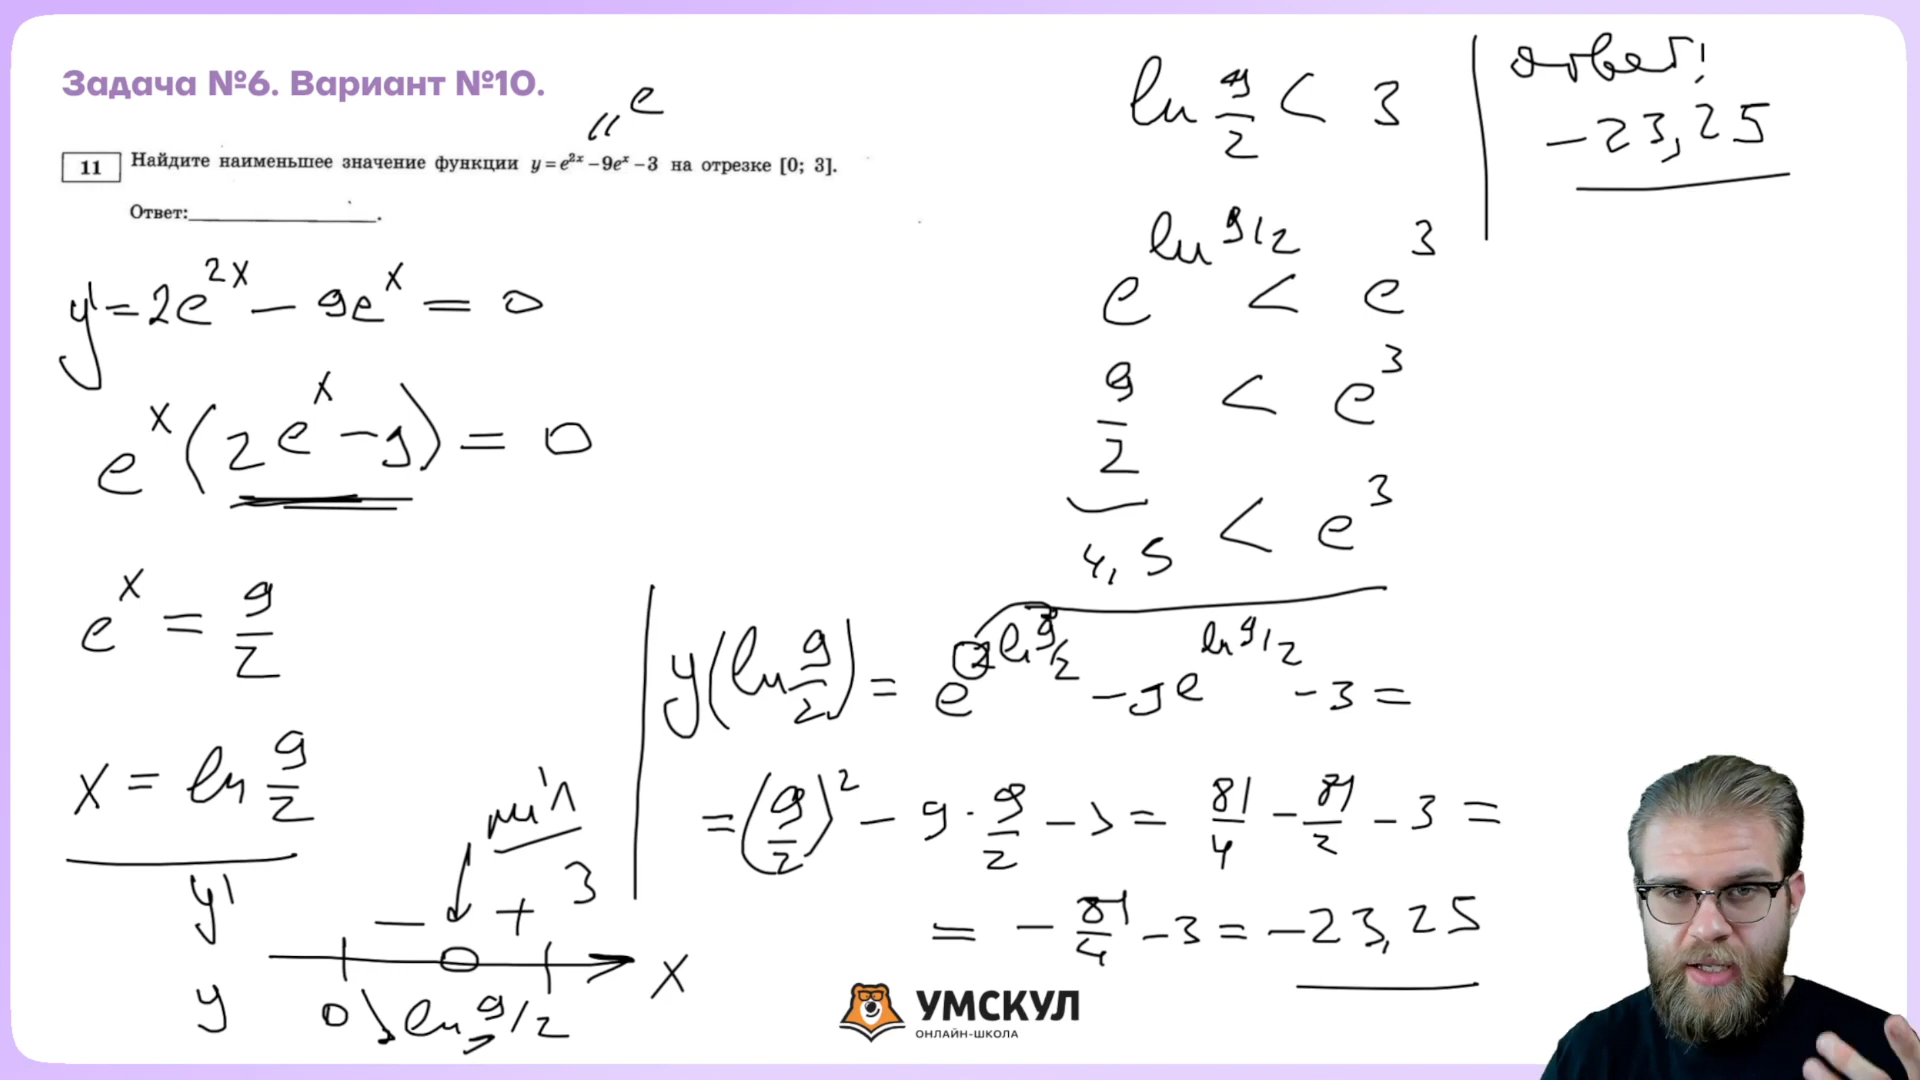 Задача №6. Вариант №10.
e
11 Найдите наименьшее значение функции y = e^{2x} − 9e^x − 3 на отрезке [0; 3].
Ответ:____________.
y' = 2e^{2x} − 9e^x = 0
e^x (2e^x − 9) = 0
e^x = 9/2
x = ln 9/2
y'
min
− + 3
x
y
0 ln 9/2
ln 9/2 < 3
e^{ln 9/2} < e^3
9/2 < e^3
4,5 < e^3
y(ln 9/2) = e^{2 ln 9/2} − 9e^{ln 9/2} − 3 =
= (9/2)^2 − 9 · 9/2 − 3 = 81/4 − 81/2 − 3 =
= − 81/4 − 3 = −23,25
ответ:
−23,25
УМСКУЛ
ОНЛАЙН-ШКОЛА